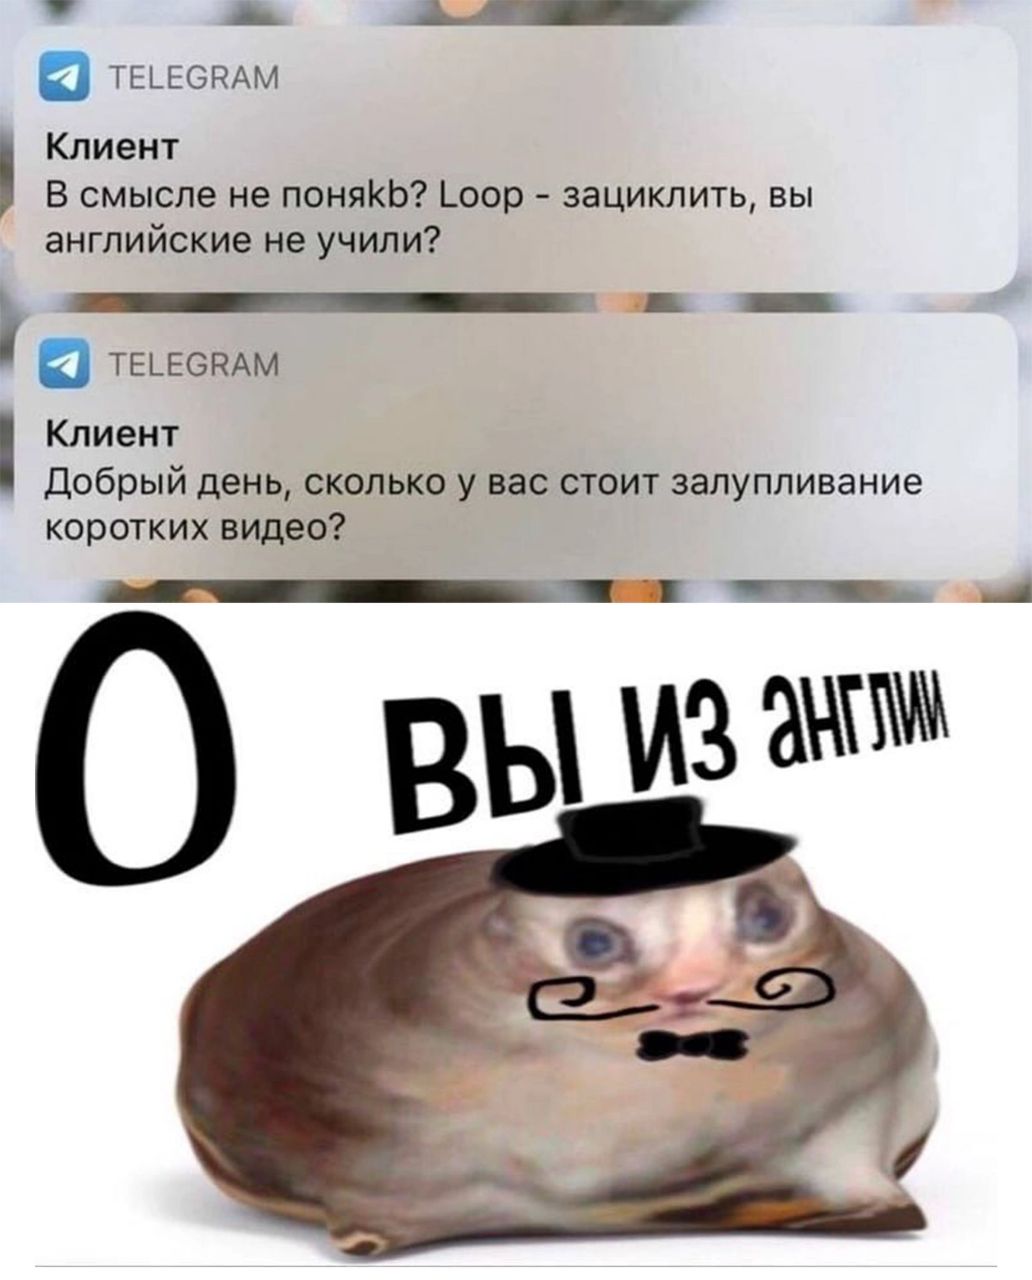 TELEGRAM
Клиент
В смысле не поняkb? Loop - зациклить, вы
английские не учили?
TELEGRAM
Клиент
Добрый день, сколько у вас стоит залупливание
коротких видео?
О вы из англии